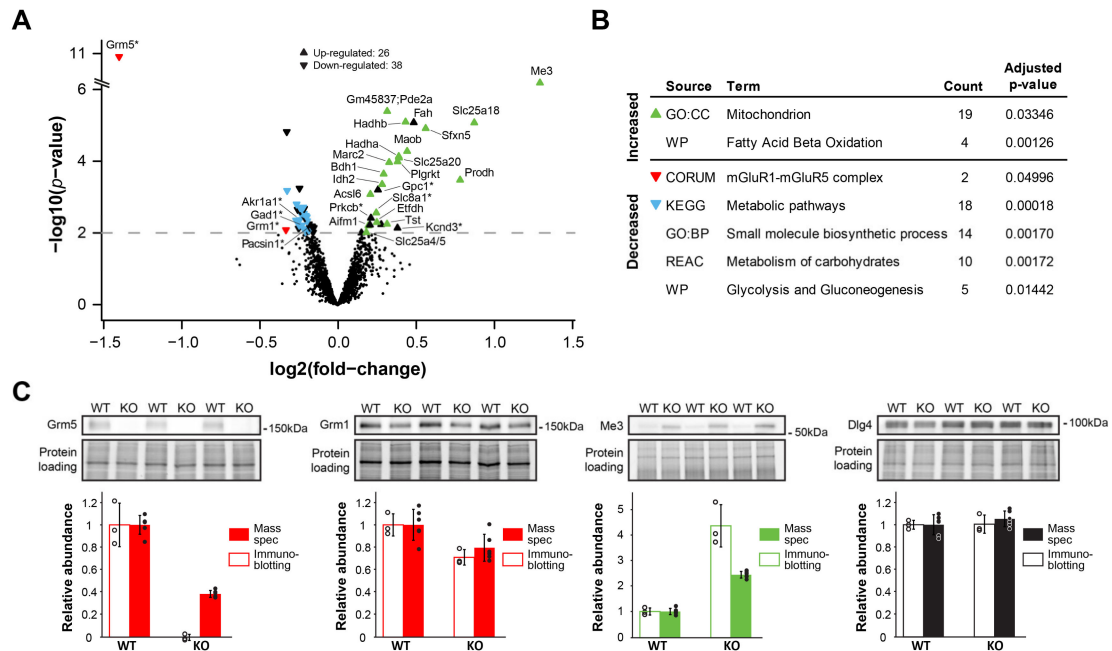 A
Grm5*
11
6
4
2
0
−log10(p−value)
Up-regulated: 26
Down-regulated: 38
Me3
Gm45837;Pde2a
Fah
Slc25a18
Hadhb
Sfxn5
Hadha
Maob
Marc2
Slc25a20
Bdh1
Plgrkt
Prodh
Idh2
Gpc1*
Acsl6
Slc8a1*
Akr1a1*
Prkcb*
Etfdh
Gad1*
Aifm1
Tst
Grm1*
Kcnd3*
Pacsin1*
Slc25a4/5
−1.5 −1.0 −0.5 0.0 0.5 1.0 1.5
log2(fold−change)
B
Source Term Count Adjusted p-value
Increased
GO:CC Mitochondrion 19 0.03346
WP Fatty Acid Beta Oxidation 4 0.00126
Decreased
CORUM mGluR1-mGluR5 complex 2 0.04996
KEGG Metabolic pathways 18 0.00018
GO:BP Small molecule biosynthetic process 14 0.00170
REAC Metabolism of carbohydrates 10 0.00172
WP Glycolysis and Gluconeogenesis 5 0.01442
C
WT KO WT KO WT KO
Grm5
-150kDa
Protein
loading
Relative abundance
1.2
1
0.8
0.6
0.4
0.2
0
Mass
spec
Immuno-
blotting
WT KO
WT KO WT KO WT KO
Grm1
-150kDa
Protein
loading
Relative abundance
1.2
1
0.8
0.6
0.4
0.2
0
Mass
spec
Immuno-
blotting
WT KO
WT KO WT KO WT KO
Me3
-50kDa
Protein
loading
Relative abundance
5
4
3
2
1
0
Mass
spec
Immuno-
blotting
WT KO
WT KO WT KO WT KO
Dlg4
-100kDa
Protein
loading
Relative abundance
1.2
1
0.8
0.6
0.4
0.2
0
Mass
spec
Immuno-
blotting
WT KO